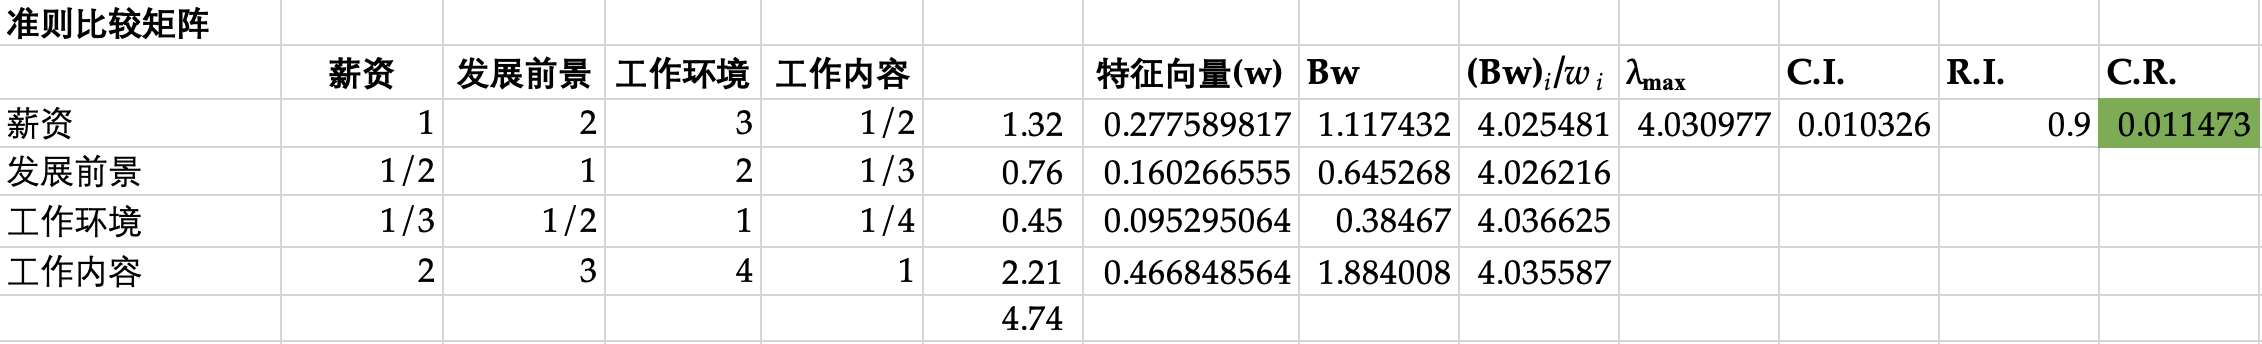 准则比较矩阵
薪资 发展前景 工作环境 工作内容 特征向量(w) Bw (Bw)i/w i λmax C.I. R.I. C.R.
薪资 1 2 3 1/2 1.32 0.277589817 1.117432 4.025481 4.030977 0.010326 0.9 0.011473
发展前景 1/2 1 2 1/3 0.76 0.160266555 0.645268 4.026216
工作环境 1/3 1/2 1 1/4 0.45 0.095295064 0.38467 4.036625
工作内容 2 3 4 1 2.21 0.466848564 1.884008 4.035587
4.74